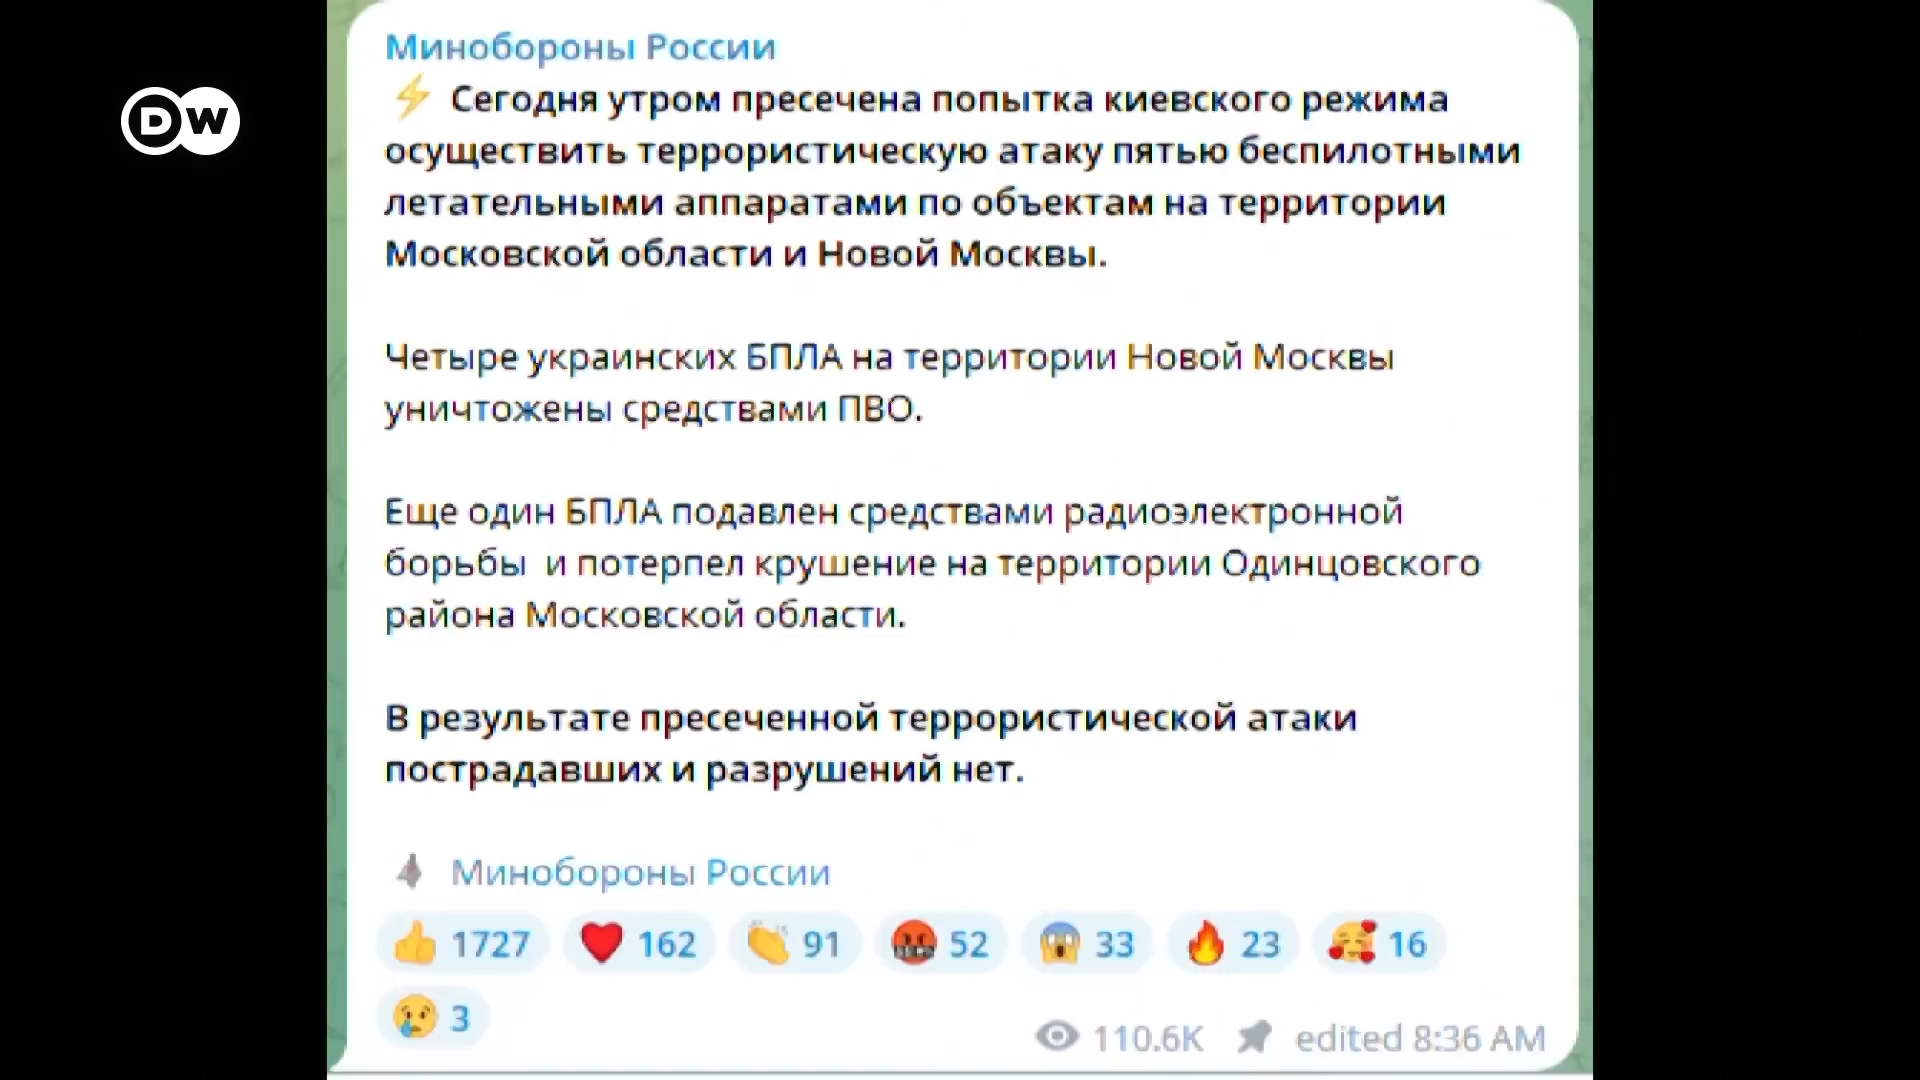 DW
Минобороны России
⚡ Сегодня утром пресечена попытка киевского режима
осуществить террористическую атаку пятью беспилотными
летательными аппаратами по объектам на территории
Московской области и Новой Москвы.
Четыре украинских БПЛА на территории Новой Москвы
уничтожены средствами ПВО.
Еще один БПЛА подавлен средствами радиоэлектронной
борьбы и потерпел крушение на территории Одинцовского
района Московской области.
В результате пресеченной террористической атаки
пострадавших и разрушений нет.
Минобороны России
👍 1727 ❤️ 162 👏 91 🤬 52 😱 33 🔥 23 🥰 16
😢 3
110.6K edited 8:36 AM